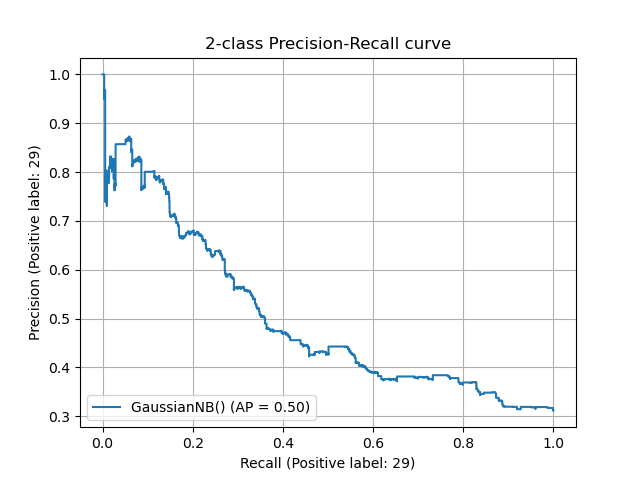 2-class Precision-Recall curve
1.0
0.9
0.8
0.7
0.6
0.5
0.4
0.3
Precision (Positive label: 29)
GaussianNB() (AP = 0.50)
0.0 0.2 0.4 0.6 0.8 1.0
Recall (Positive label: 29)